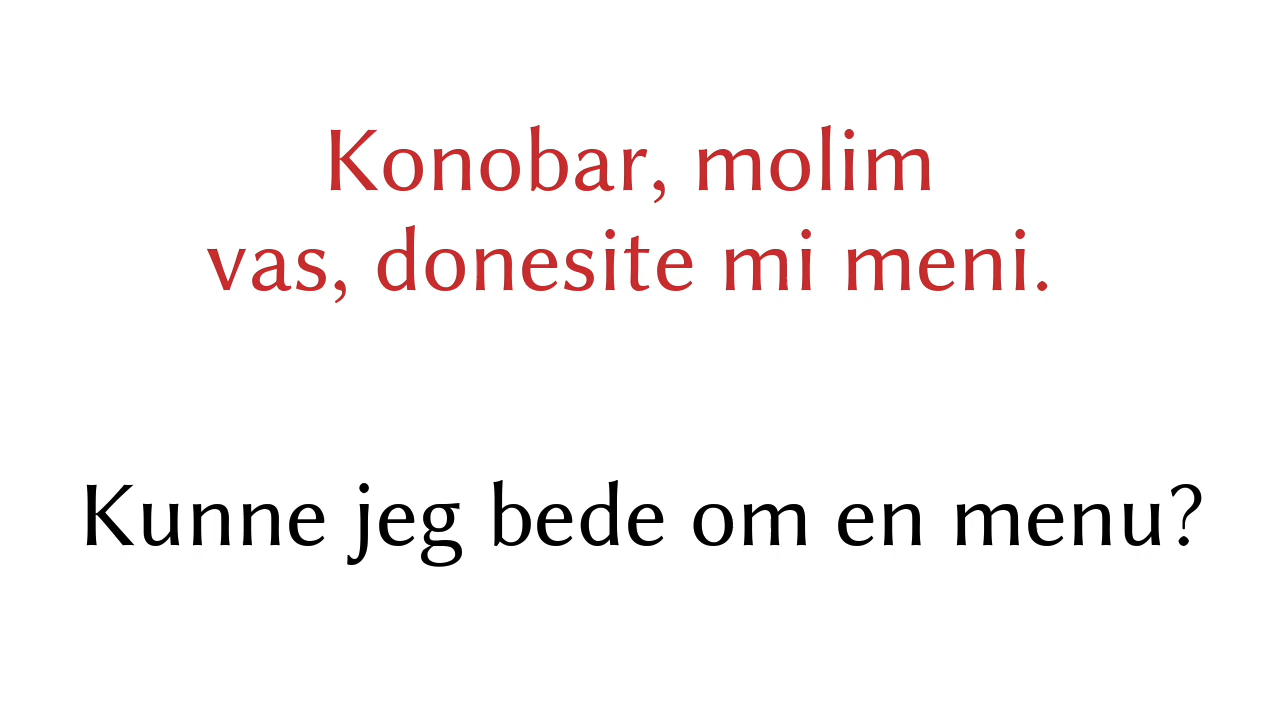 Konobar, molim
vas, donesite mi meni.
Kunne jeg bede om en menu?